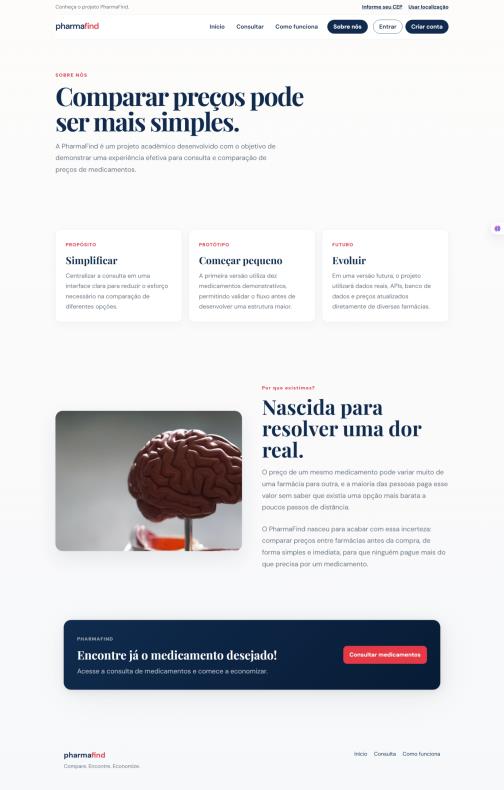 Conheça o projeto PharmaFind.
Informe seu CEP Usar localização
pharmafind
Início Consultar Como funciona Sobre nós Entrar Criar conta
SOBRE NÓS
Comparar preços pode
ser mais simples.
A PharmaFind é um projeto acadêmico desenvolvido com o objetivo de
demonstrar uma experiência efetiva para consulta e comparação de
preços de medicamentos.
PROPÓSITO
Simplificar
Centralizar a consulta em uma
interface clara para reduzir o esforço
necessário na comparação de
diferentes opções.
PROTÓTIPO
Começar pequeno
A primeira versão utiliza dez
medicamentos demonstrativos,
permitindo validar o fluxo antes de
desenvolver uma estrutura maior.
FUTURO
Evoluir
Em uma versão futura, o projeto
utilizará dados reais, APIs, banco de
dados e preços atualizados
diretamente de diversas farmácias.
Por que existimos?
Nascida para
resolver uma dor
real.
O preço de um mesmo medicamento pode variar muito de
uma farmácia para outra, e a maioria das pessoas paga esse
valor sem saber que existia uma opção mais barata a
poucos passos de distância.
O PharmaFind nasceu para acabar com essa incerteza:
comparar preços entre farmácias antes da compra, de
forma simples e imediata, para que ninguém pague mais do
que precisa por um medicamento.
PHARMAFIND
Encontre já o medicamento desejado!
Acesse a consulta de medicamentos e comece a economizar.
Consultar medicamentos
pharmafind
Compare. Encontre. Economize.
Início Consulta Como funciona